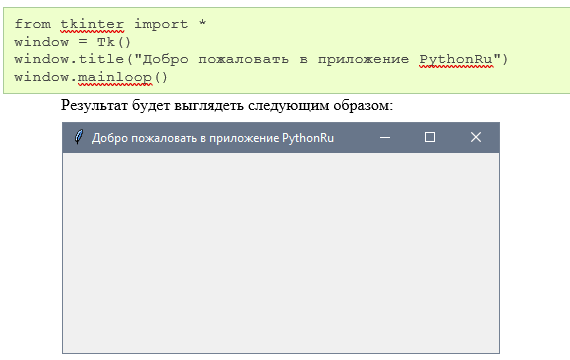 from tkinter import *
window = Tk()
window.title("Добро пожаловать в приложение PythonRu")
window.mainloop()
Результат будет выглядеть следующим образом:
Добро пожаловать в приложение PythonRu